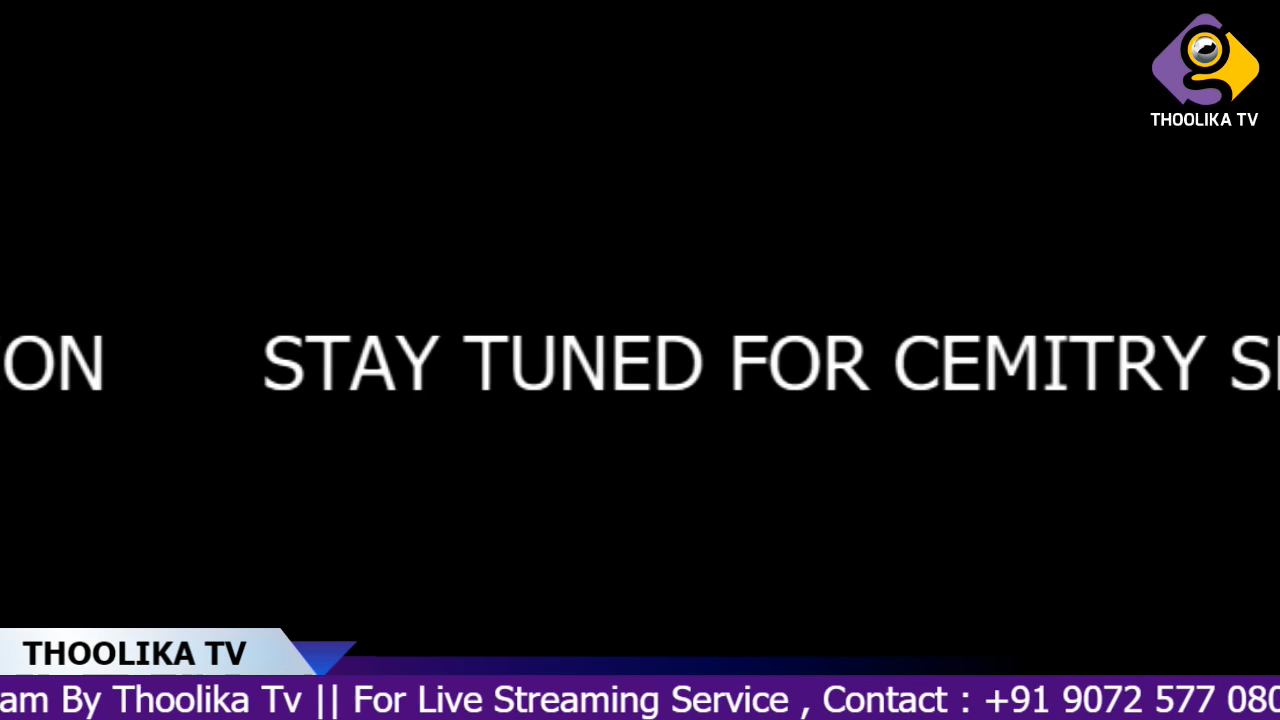 THOOLIKA TV
ON STAY TUNED FOR CEMITRY
THOOLIKA TV
am By Thoolika Tv || For Live Streaming Service , Contact : +91 9072 577 080